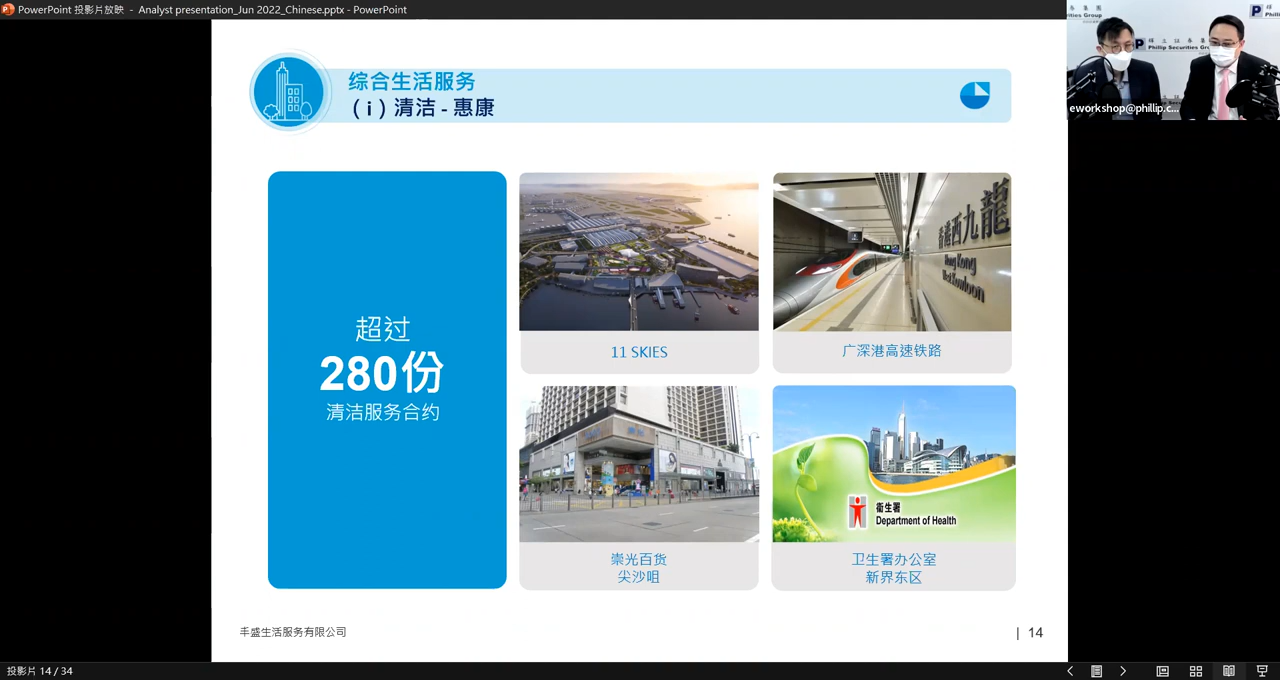 PowerPoint 投影片放映 - Analyst presentation_Jun 2022_Chinese.pptx - PowerPoint
综合生活服务
（i）清洁 - 惠康
超过
280份
清洁服务合约
11 SKIES
香港西九龍
Hong Kong
West Kowloon
广深港高速铁路
崇光百货
尖沙咀
衞生署
Department of Health
卫生署办公室
新界东区
丰盛生活服务有限公司
| 14
投影片 14 / 34
Phillip Securities Gro
eworkshop@phillip.c...